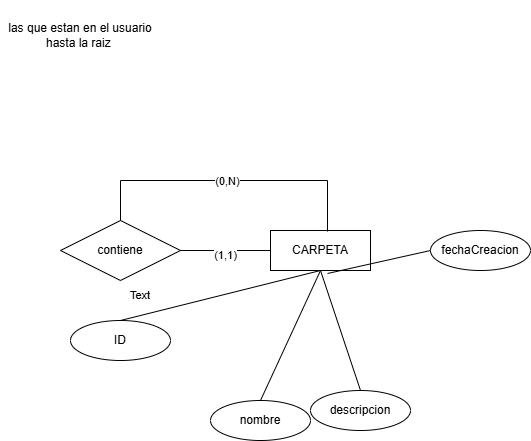 las que estan en el usuario
hasta la raiz
(0,N)
contiene
(1,1)
CARPETA
fechaCreacion
Text
ID
nombre
descripcion